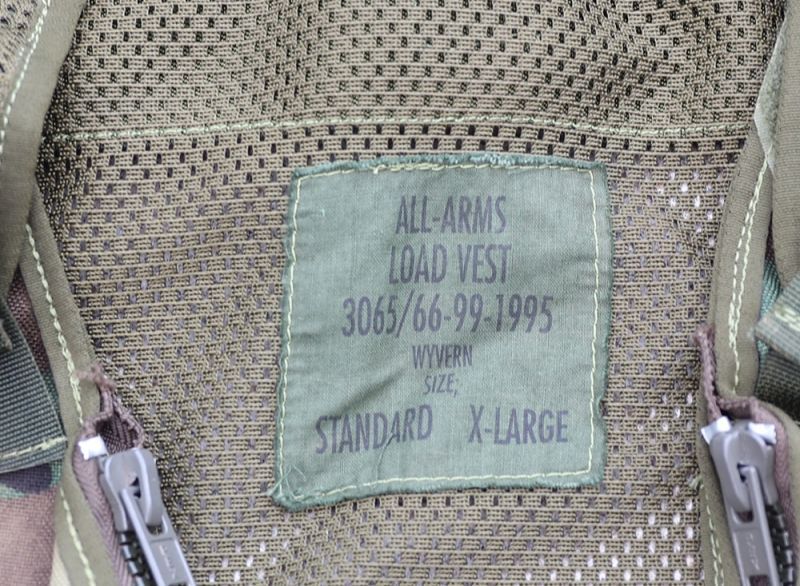 ALL-ARMS
LOAD VEST
3065/66-99-1995
WYVERN
SIZE,
STANDARD X-LARGE